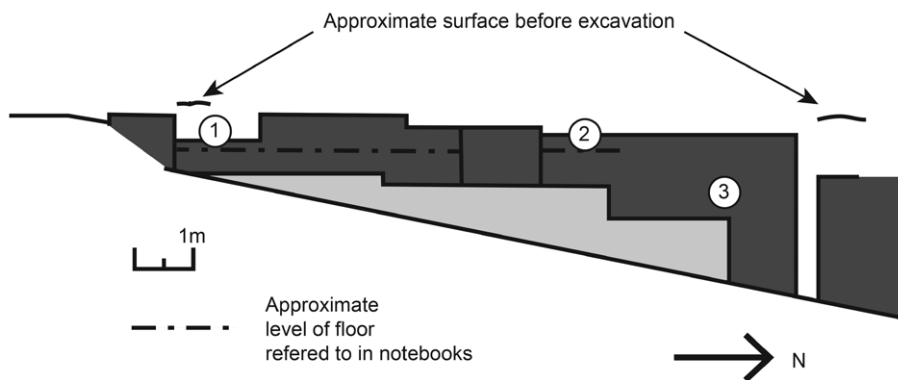 Approximate surface before excavation
1
2
3
1m
Approximate
level of floor
refered to in notebooks
N